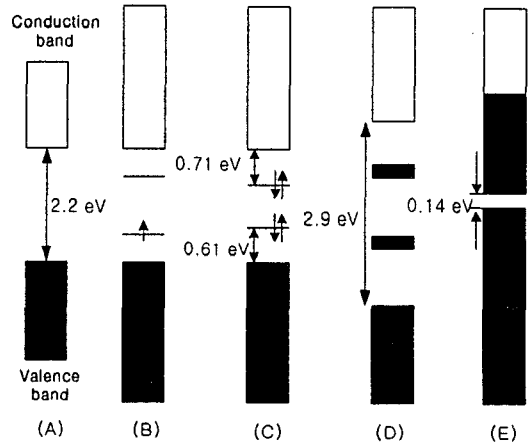 Conduction
band
0.71 eV
2.2 eV
2.9 eV
0.14 eV
0.61 eV
Valence
band
(A)
(B)
(C)
(D)
(E)